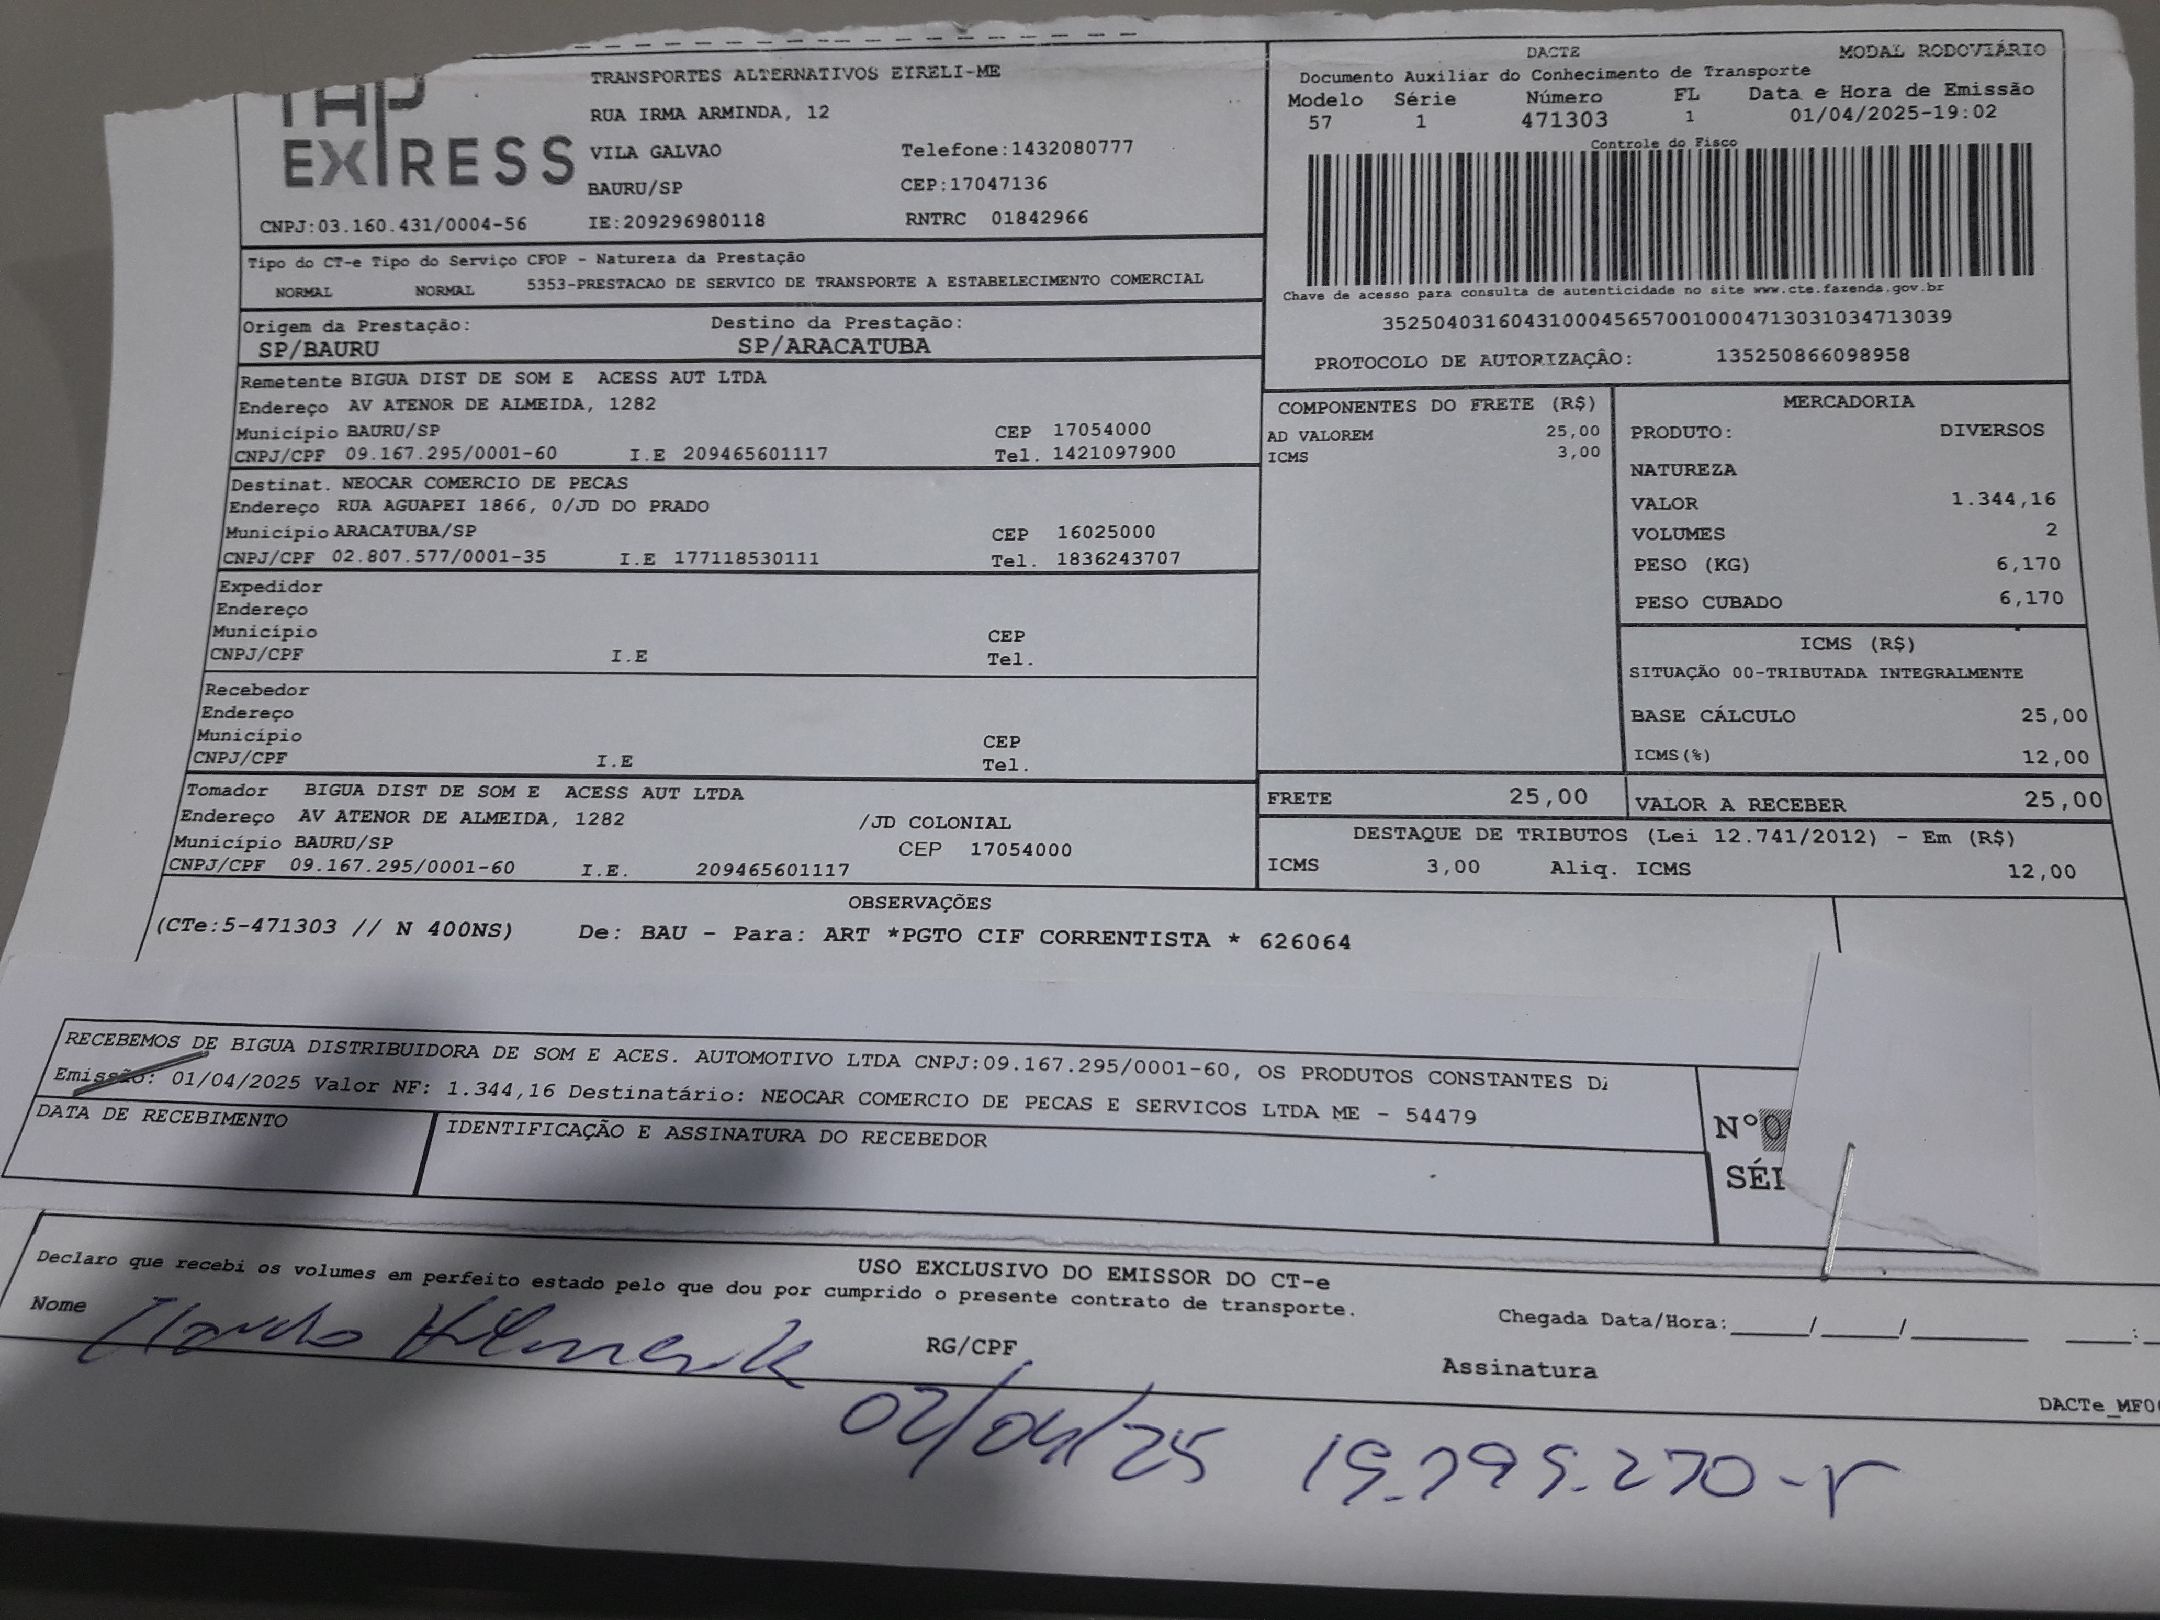 TRANSPORTES ALTERNATIVOS EIRELI-ME
RUA IRMA ARMINDA, 12
EXPRESS
VILA GALVAO Telefone:1432080777
BAURU/SP CEP:17047136
CNPJ:03.160.431/0004-56 IE:209296980118 RNTRC 01842966
DACTE MODAL RODOVIÁRIO
Documento Auxiliar do Conhecimento de Transporte
Modelo Série Número FL Data e Hora de Emissão
57 1 471303 1 01/04/2025-19:02
Controle do Fisco
Chave de acesso para consulta de autenticidade no site www.cte.fazenda.gov.br
35250403160431000456570010004713031034713039
PROTOCOLO DE AUTORIZAÇÃO: 135250866098958
Tipo do CT-e Tipo do Serviço CFOP - Natureza da Prestação
NORMAL NORMAL 5353-PRESTACAO DE SERVICO DE TRANSPORTE A ESTABELECIMENTO COMERCIAL
Origem da Prestação: Destino da Prestação:
SP/BAURU SP/ARACATUBA
Remetente BIGUA DIST DE SOM E ACESS AUT LTDA
Endereço AV ATENOR DE ALMEIDA, 1282
Município BAURU/SP CEP 17054000
CNPJ/CPF 09.167.295/0001-60 I.E 209465601117 Tel. 1421097900
Destinat. NEOCAR COMERCIO DE PECAS
Endereço RUA AGUAPEI 1866, 0/JD DO PRADO
Município ARACATUBA/SP CEP 16025000
CNPJ/CPF 02.807.577/0001-35 I.E 177118530111 Tel. 1836243707
Expedidor
Endereço
Município CEP
CNPJ/CPF I.E Tel.
Recebedor
Endereço
Município CEP
CNPJ/CPF I.E Tel.
Tomador BIGUA DIST DE SOM E ACESS AUT LTDA
Endereço AV ATENOR DE ALMEIDA, 1282 /JD COLONIAL
Município BAURU/SP CEP 17054000
CNPJ/CPF 09.167.295/0001-60 I.E. 209465601117
COMPONENTES DO FRETE (R$)
AD VALOREM 25,00
ICMS 3,00
MERCADORIA
PRODUTO: DIVERSOS
NATUREZA
VALOR 1.344,16
VOLUMES 2
PESO (KG) 6,170
PESO CUBADO 6,170
ICMS (R$)
SITUAÇÃO 00-TRIBUTADA INTEGRALMENTE
BASE CÁLCULO 25,00
ICMS(%) 12,00
FRETE 25,00 VALOR A RECEBER 25,00
DESTAQUE DE TRIBUTOS (Lei 12.741/2012) - Em (R$)
ICMS 3,00 Aliq. ICMS 12,00
OBSERVAÇÕES
(CTe:5-471303 // N 400NS) De: BAU - Para: ART *PGTO CIF CORRENTISTA * 626064
RECEBEMOS DE BIGUA DISTRIBUIDORA DE SOM E ACES. AUTOMOTIVO LTDA CNPJ:09.167.295/0001-60, OS PRODUTOS CONSTANTES
Emissão: 01/04/2025 Valor NF: 1.344,16 Destinatário: NEOCAR COMERCIO DE PECAS E SERVICOS LTDA ME - 54479
DATA DE RECEBIMENTO IDENTIFICAÇÃO E ASSINATURA DO RECEBEDOR
Nº0
USO EXCLUSIVO DO EMISSOR DO CT-e
Declaro que recebi os volumes em perfeito estado pelo que dou por cumprido o presente contrato de transporte.
Nome RG/CPF
Chegada Data/Hora:____/____/______ ____:
Assinatura
02/04/25